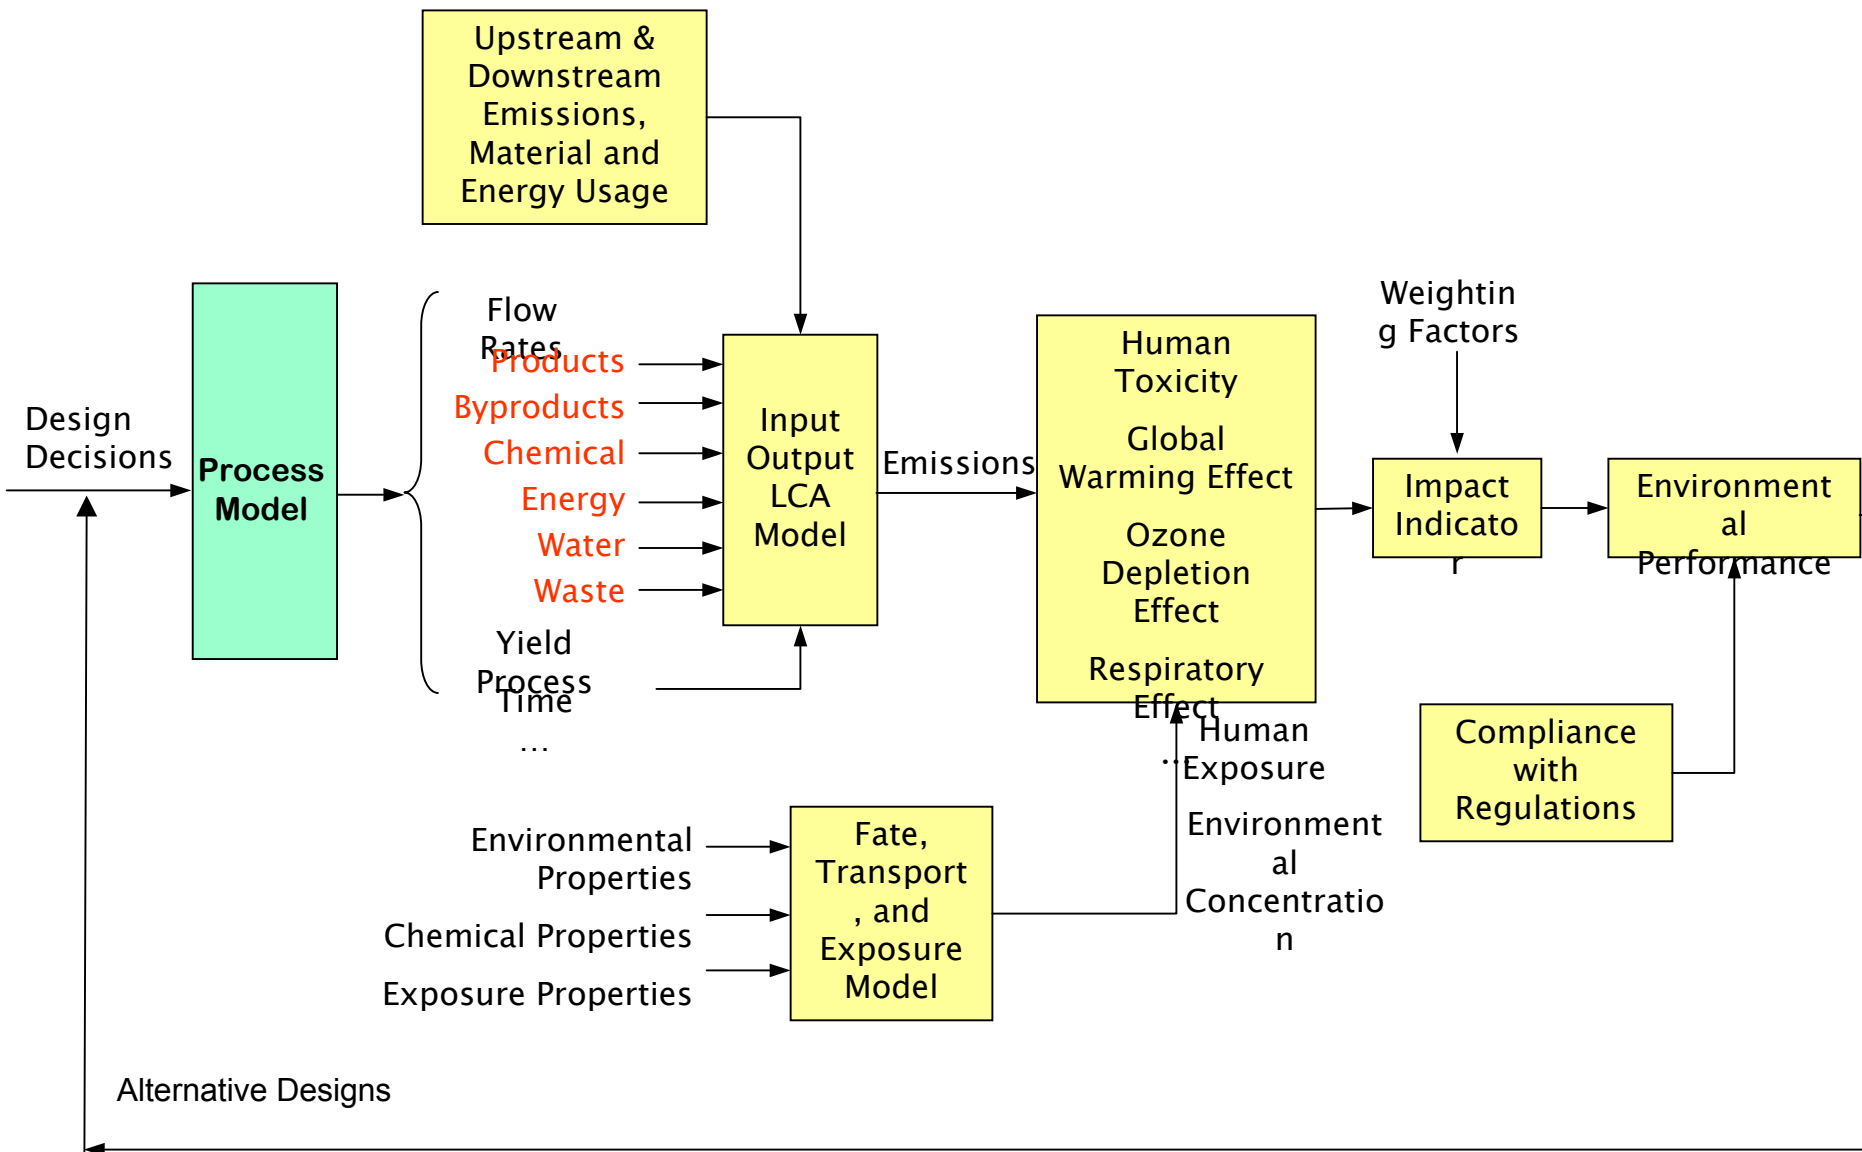 Upstream &
Downstream
Emissions,
Material and
Energy Usage
Design
Decisions
Process
Model
Flow
Rates
Products
Byproducts
Chemical
Energy
Water
Waste
Yield
Process
Time
...
Input
Output
LCA
Model
Emissions
Human
Toxicity
Global
Warming Effect
Ozone
Depletion
Effect
Respiratory
Effect
...
Weightin
g Factors
Impact
Indicato
r
Environment
al
Performance
Compliance
with
Regulations
Human
Exposure
Environment
al
Concentratio
n
Environmental
Properties
Chemical Properties
Exposure Properties
Fate,
Transport
, and
Exposure
Model
Alternative Designs